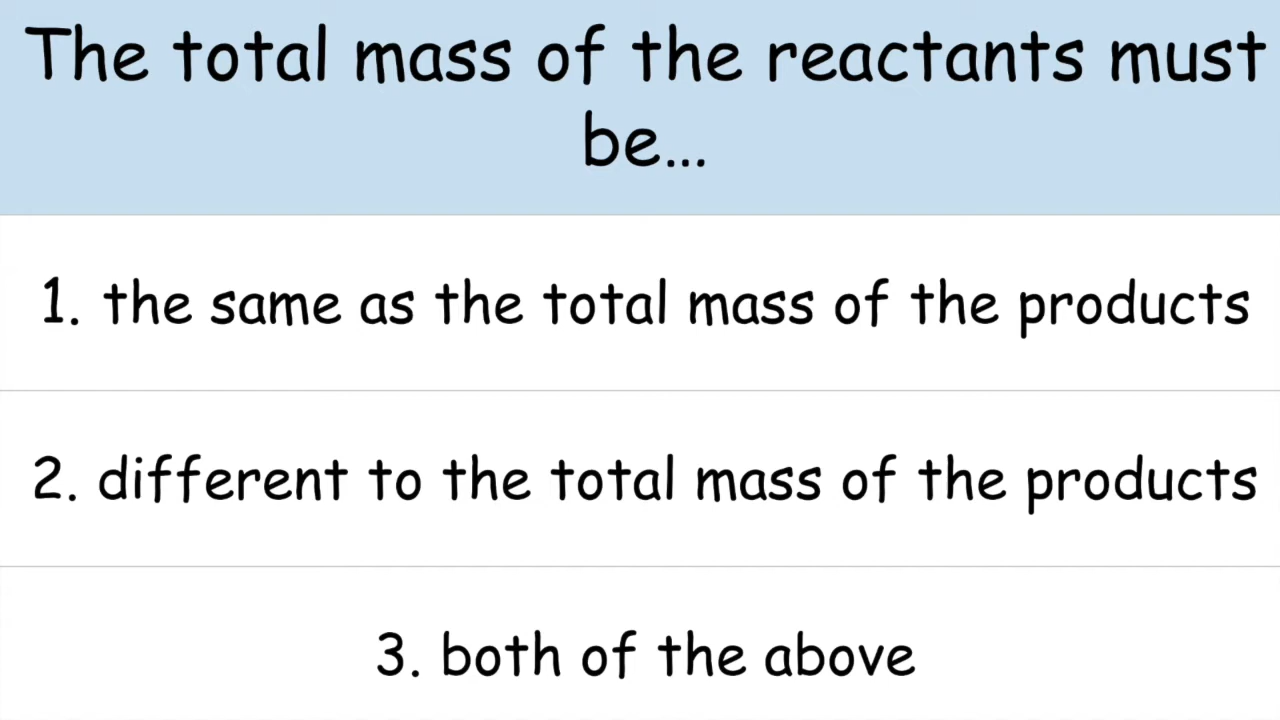 The total mass of the reactants must
be...
1. the same as the total mass of the products
2. different to the total mass of the products
3. both of the above